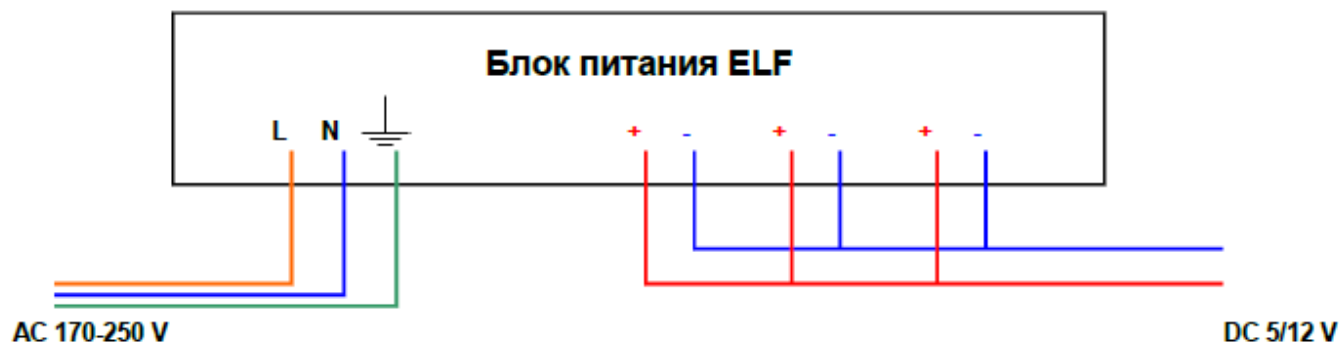 Блок питания ELF
L N + - + - + -
AC 170-250 V
DC 5/12 V